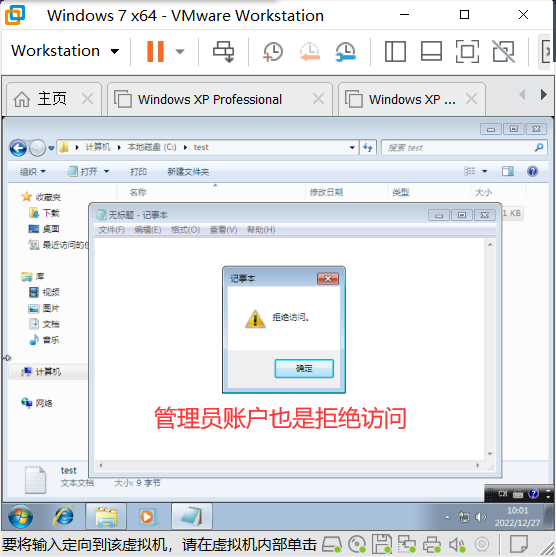 Windows 7 x64 - VMware Workstation
Workstation
主页
Windows XP Professional
Windows XP ...
计算机 本地磁盘 (C:) test
搜索 test
组织 打开 打印 新建文件夹
名称 修改日期 类型 大小
收藏夹
下载
桌面
最近访问的位
1 KB
库
视频
图片
文档
音乐
计算机
网络
无标题 - 记事本
文件(F) 编辑(E) 格式(O) 查看(V) 帮助(H)
记事本
拒绝访问。
确定
管理员账户也是拒绝访问
test
文本文档
大小: 9 字节
CH
10:01
2022/12/27
要将输入定向到该虚拟机，请在虚拟机内部单击